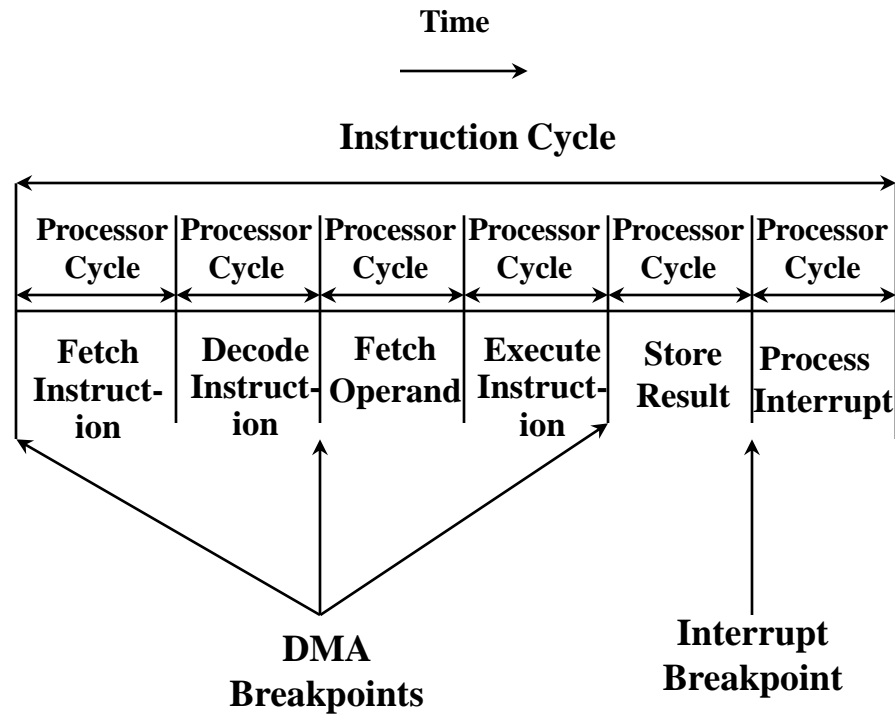 Time
Instruction Cycle
Processor Processor Processor Processor Processor Processor
Cycle Cycle Cycle Cycle Cycle Cycle
Fetch
Instruct-
ion
Decode
Instruct-
ion
Fetch
Operand
Execute
Instruct-
ion
Store
Result
Process
Interrupt
DMA
Breakpoints
Interrupt
Breakpoint